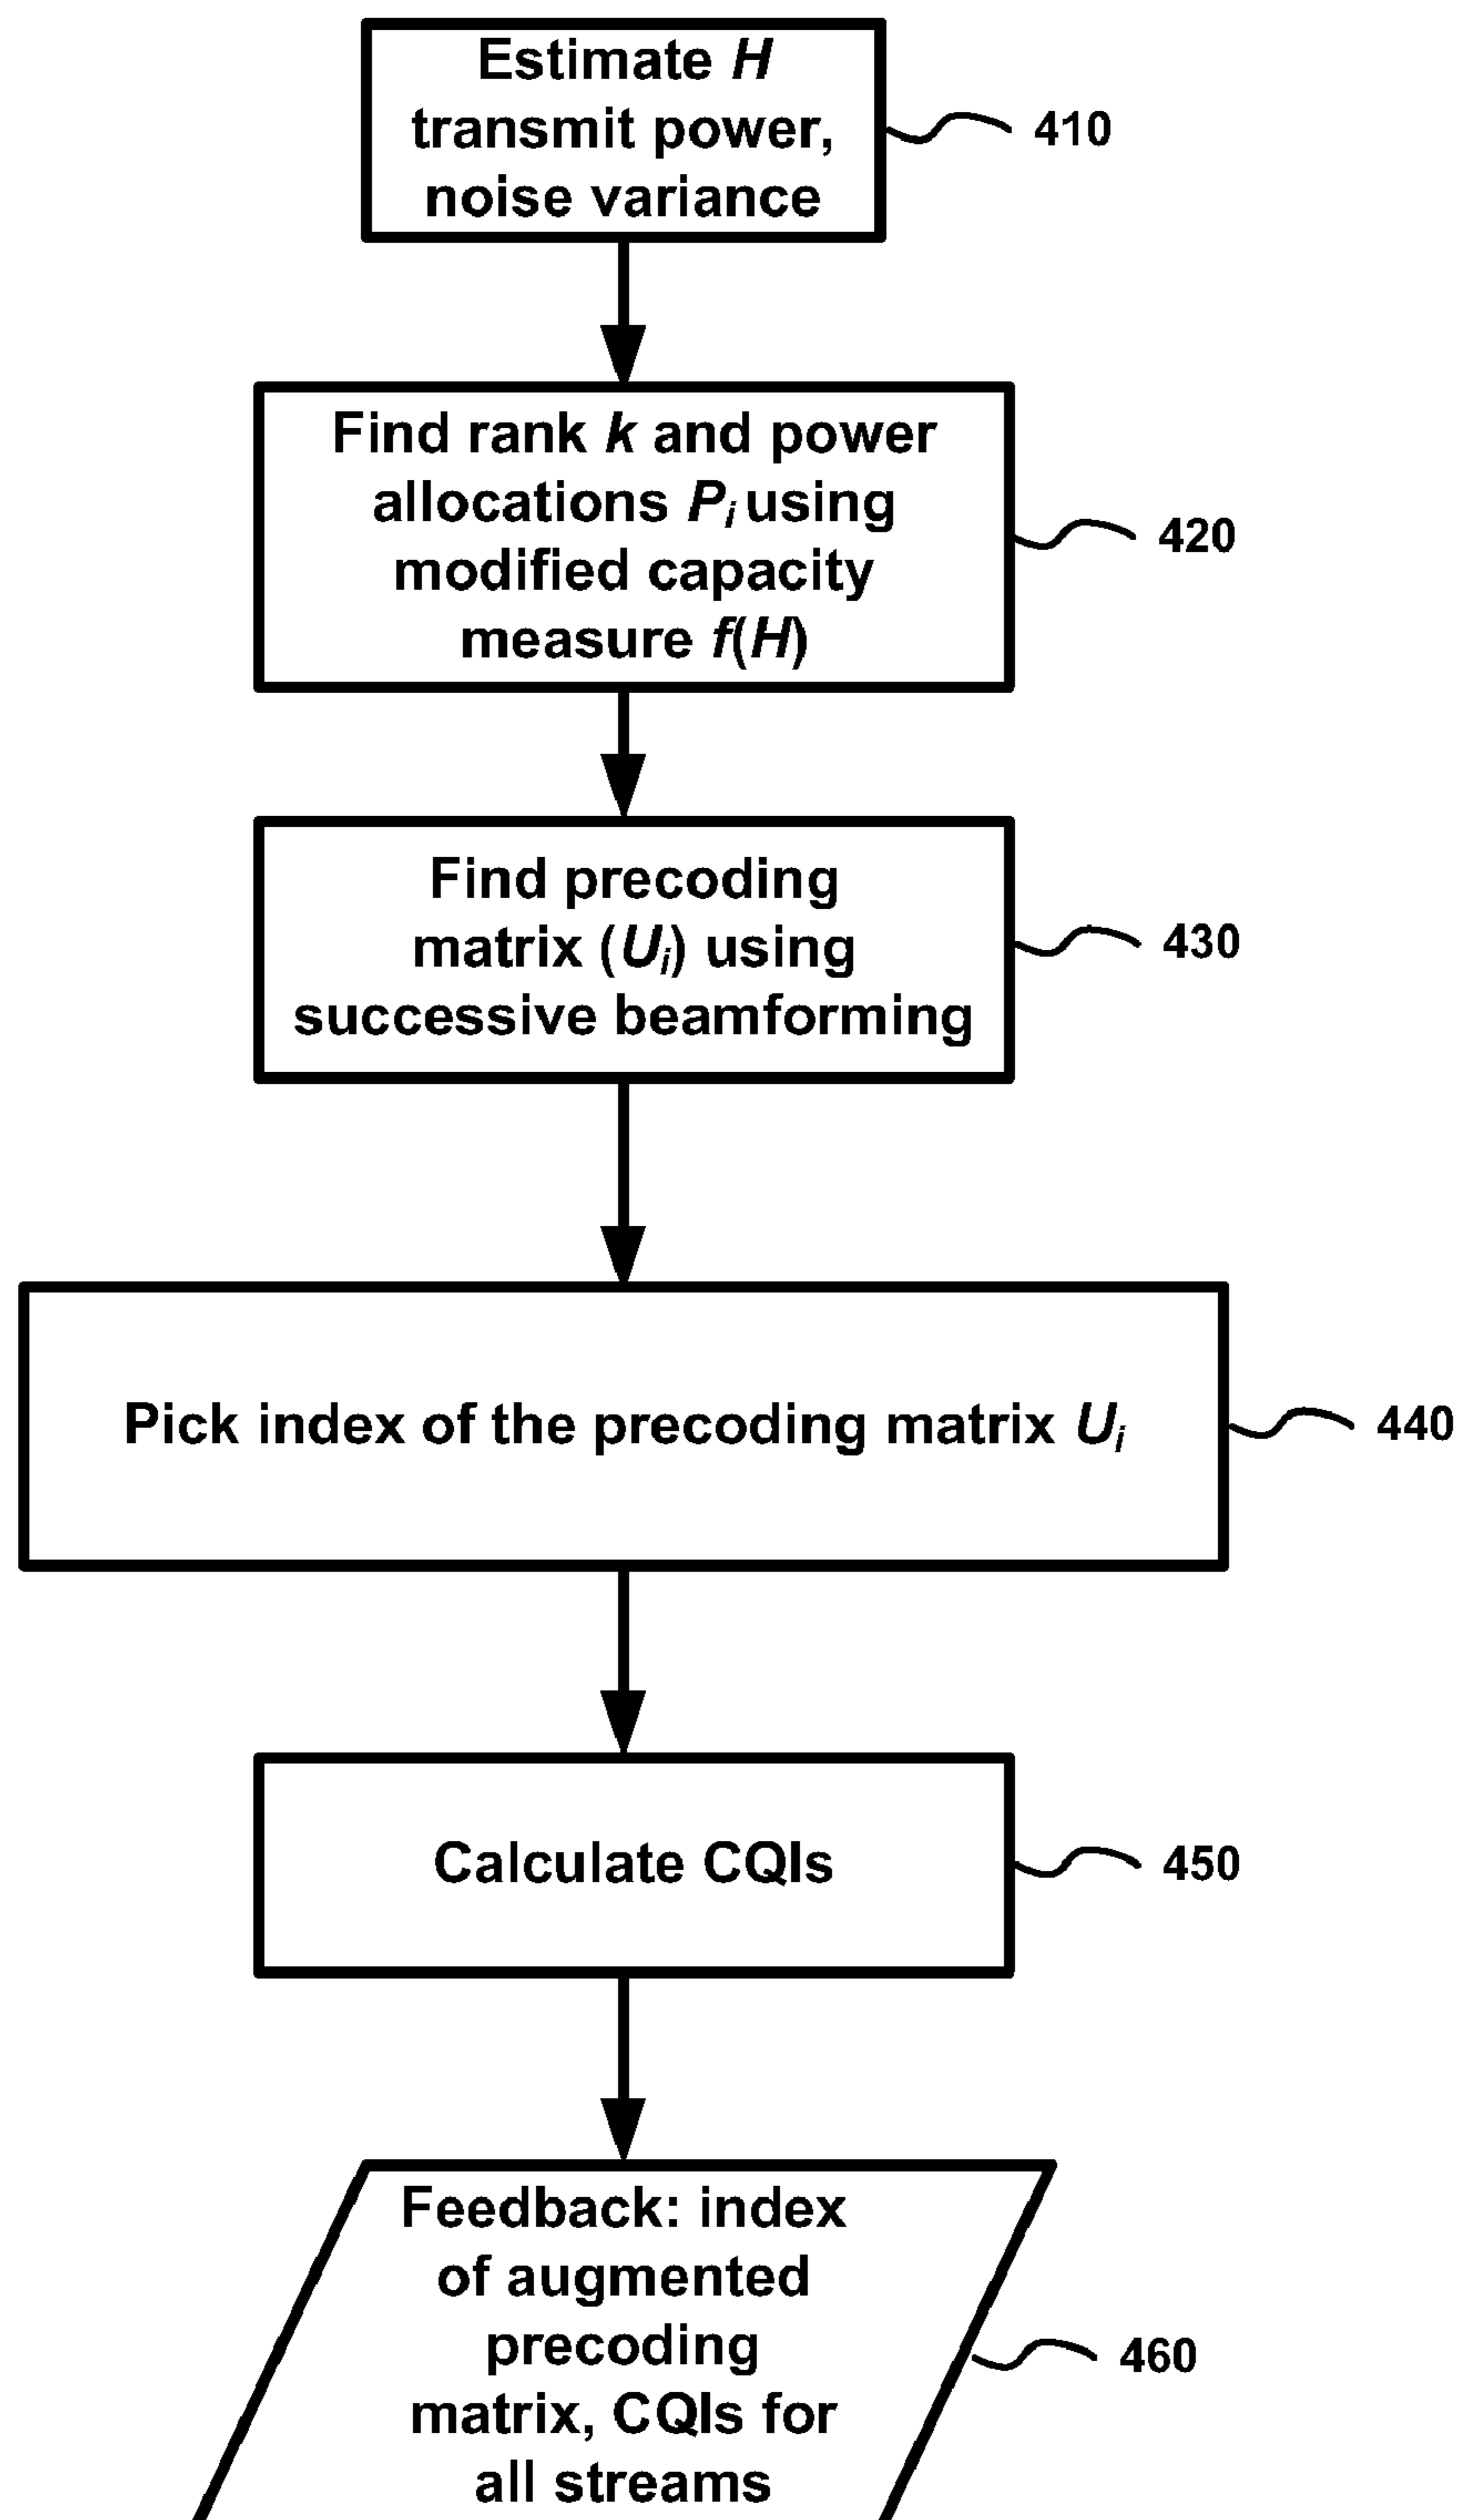 Estimate H
transmit power,
noise variance
410
Find rank k and power
allocations Pi using
modified capacity
measure f(H)
420
Find precoding
matrix (Ui) using
successive beamforming
430
Pick index of the precoding matrix Ui
440
Calculate CQIs
450
Feedback: index
of augmented
precoding
matrix, CQIs for
all streams
460